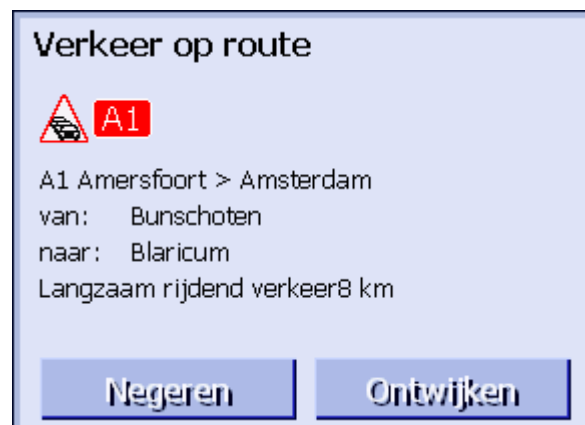 Verkeer op route
A1
A1 Amersfoort > Amsterdam
van: Bunschoten
naar: Blaricum
Langzaam rijdend verkeer8 km
Negeren Ontwijken